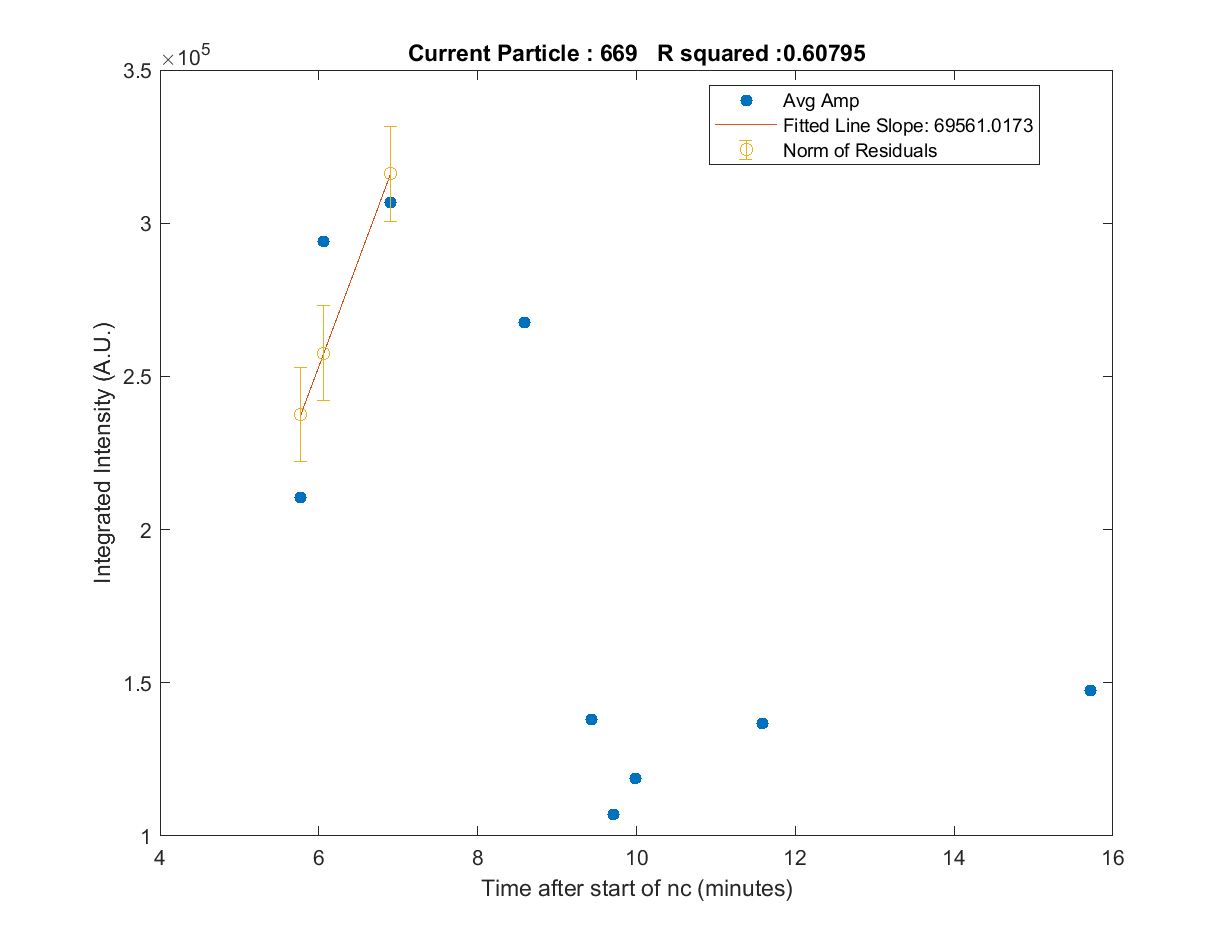 Current Particle : 669 R squared :0.60795
×10^5
3.5
3
2.5
2
1.5
1
Integrated Intensity (A.U.)
Avg Amp
Fitted Line Slope: 69561.0173
Norm of Residuals
4 6 8 10 12 14 16
Time after start of nc (minutes)